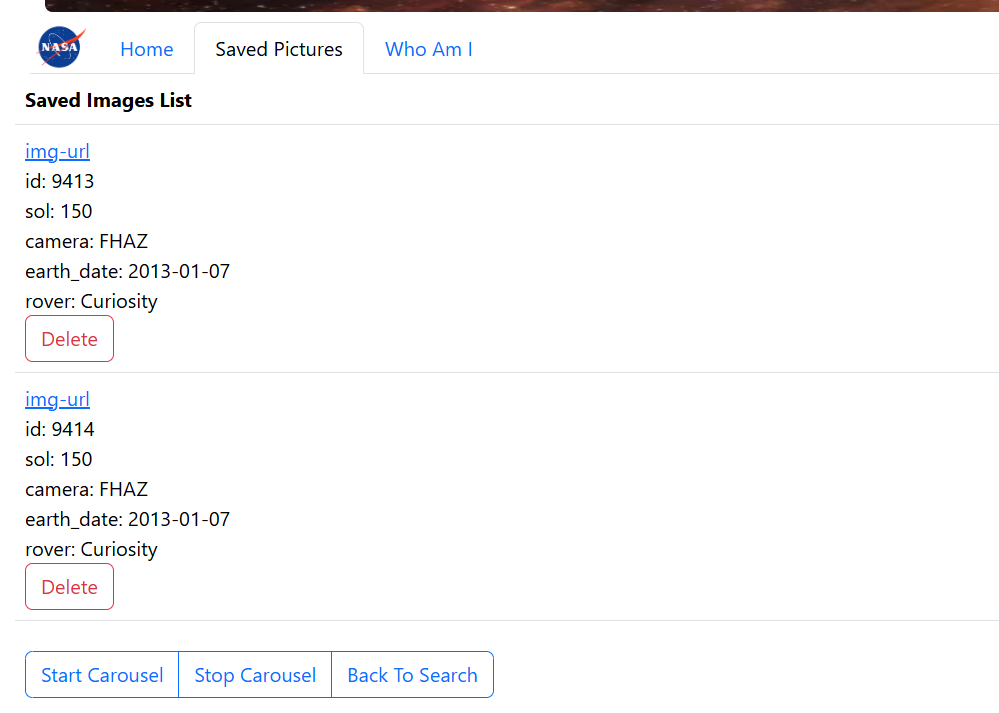 NASA Home Saved Pictures Who Am I
Saved Images List
img-url
id: 9413
sol: 150
camera: FHAZ
earth_date: 2013-01-07
rover: Curiosity
Delete
img-url
id: 9414
sol: 150
camera: FHAZ
earth_date: 2013-01-07
rover: Curiosity
Delete
Start Carousel Stop Carousel Back To Search